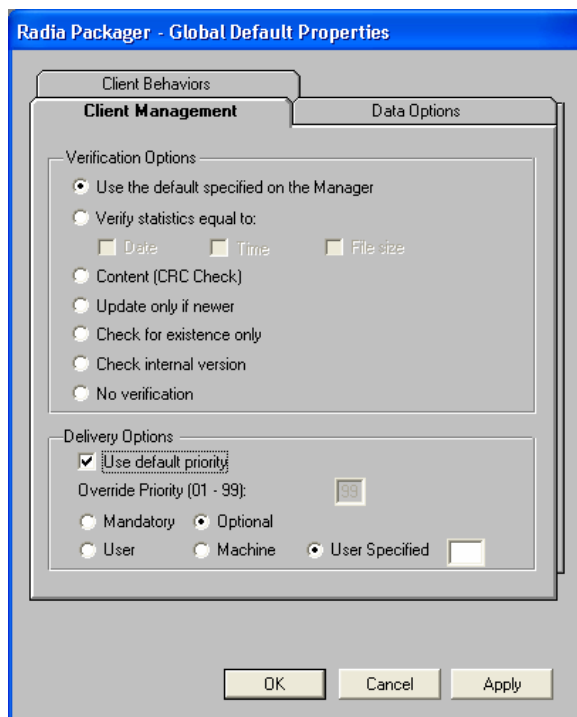 Radia Packager - Global Default Properties
Client Behaviors
Client Management
Data Options
Verification Options
Use the default specified on the Manager
Verify statistics equal to:
Date Time File size
Content (CRC Check)
Update only if newer
Check for existence only
Check internal version
No verification
Delivery Options
Use default priority
Override Priority (01 - 99): 99
Mandatory Optional
User Machine User Specified
OK Cancel Apply